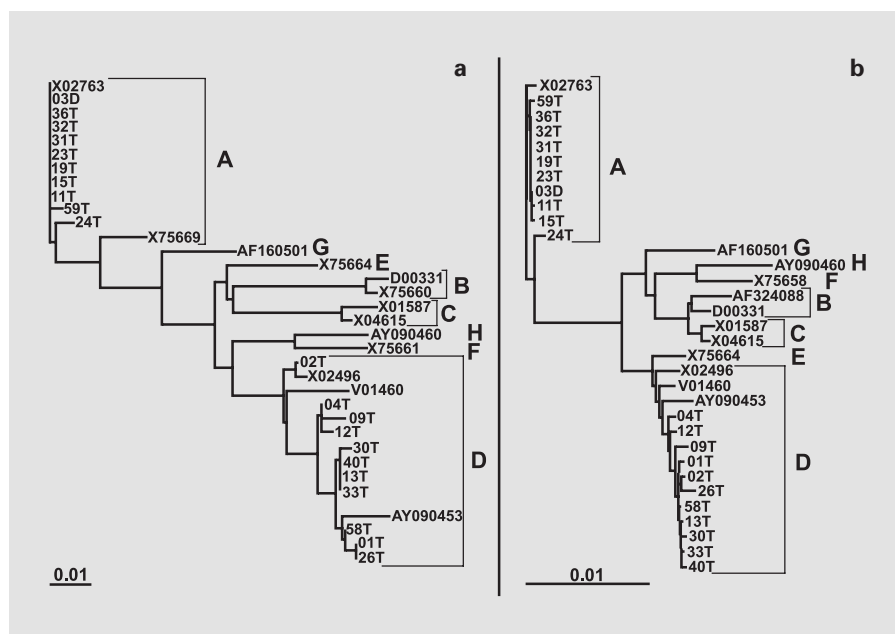 a
X02763
03D
36T
32T
31T
23T
19T
15T
11T
59T
24T
A
X75669
AF160501 G
X75664 E
D00331
B
X75660
X01587
C
X04615
AY090460 H
X75661 F
02T
X02496
V01460
04T
09T
12T
30T
40T
D
13T
33T
AY090453
58T
01T
26T
0.01
b
X02763
59T
36T
32T
31T
19T
A
23T
03D
11T
15T
24T
AF160501 G
AY090460 H
X75658 F
AF324088
B
D00331
X01587
C
X04615
X75664 E
X02496
V01460
AY090453
04T
12T
09T
01T
D
02T
26T
58T
13T
30T
33T
40T
0.01